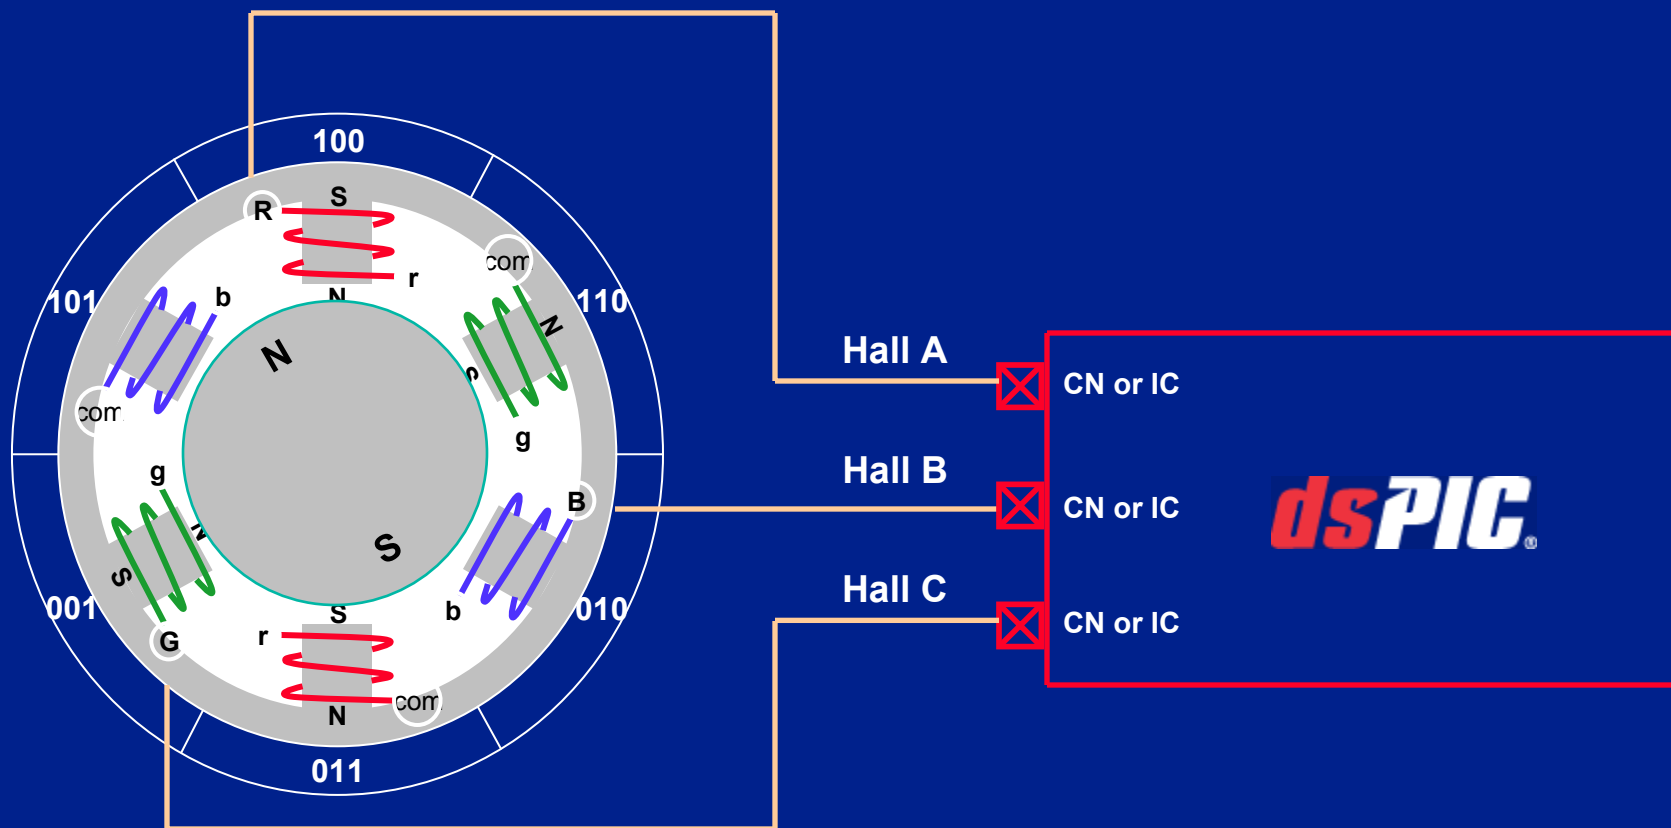 100
S
R
r
N
com
101
b
110
N
N
S
Hall A
CN or IC
com
g
Hall B
g
B
CN or IC
dsPIC®
N
S
S
Hall C
001
S
b
010
CN or IC
G
r
com
N
011